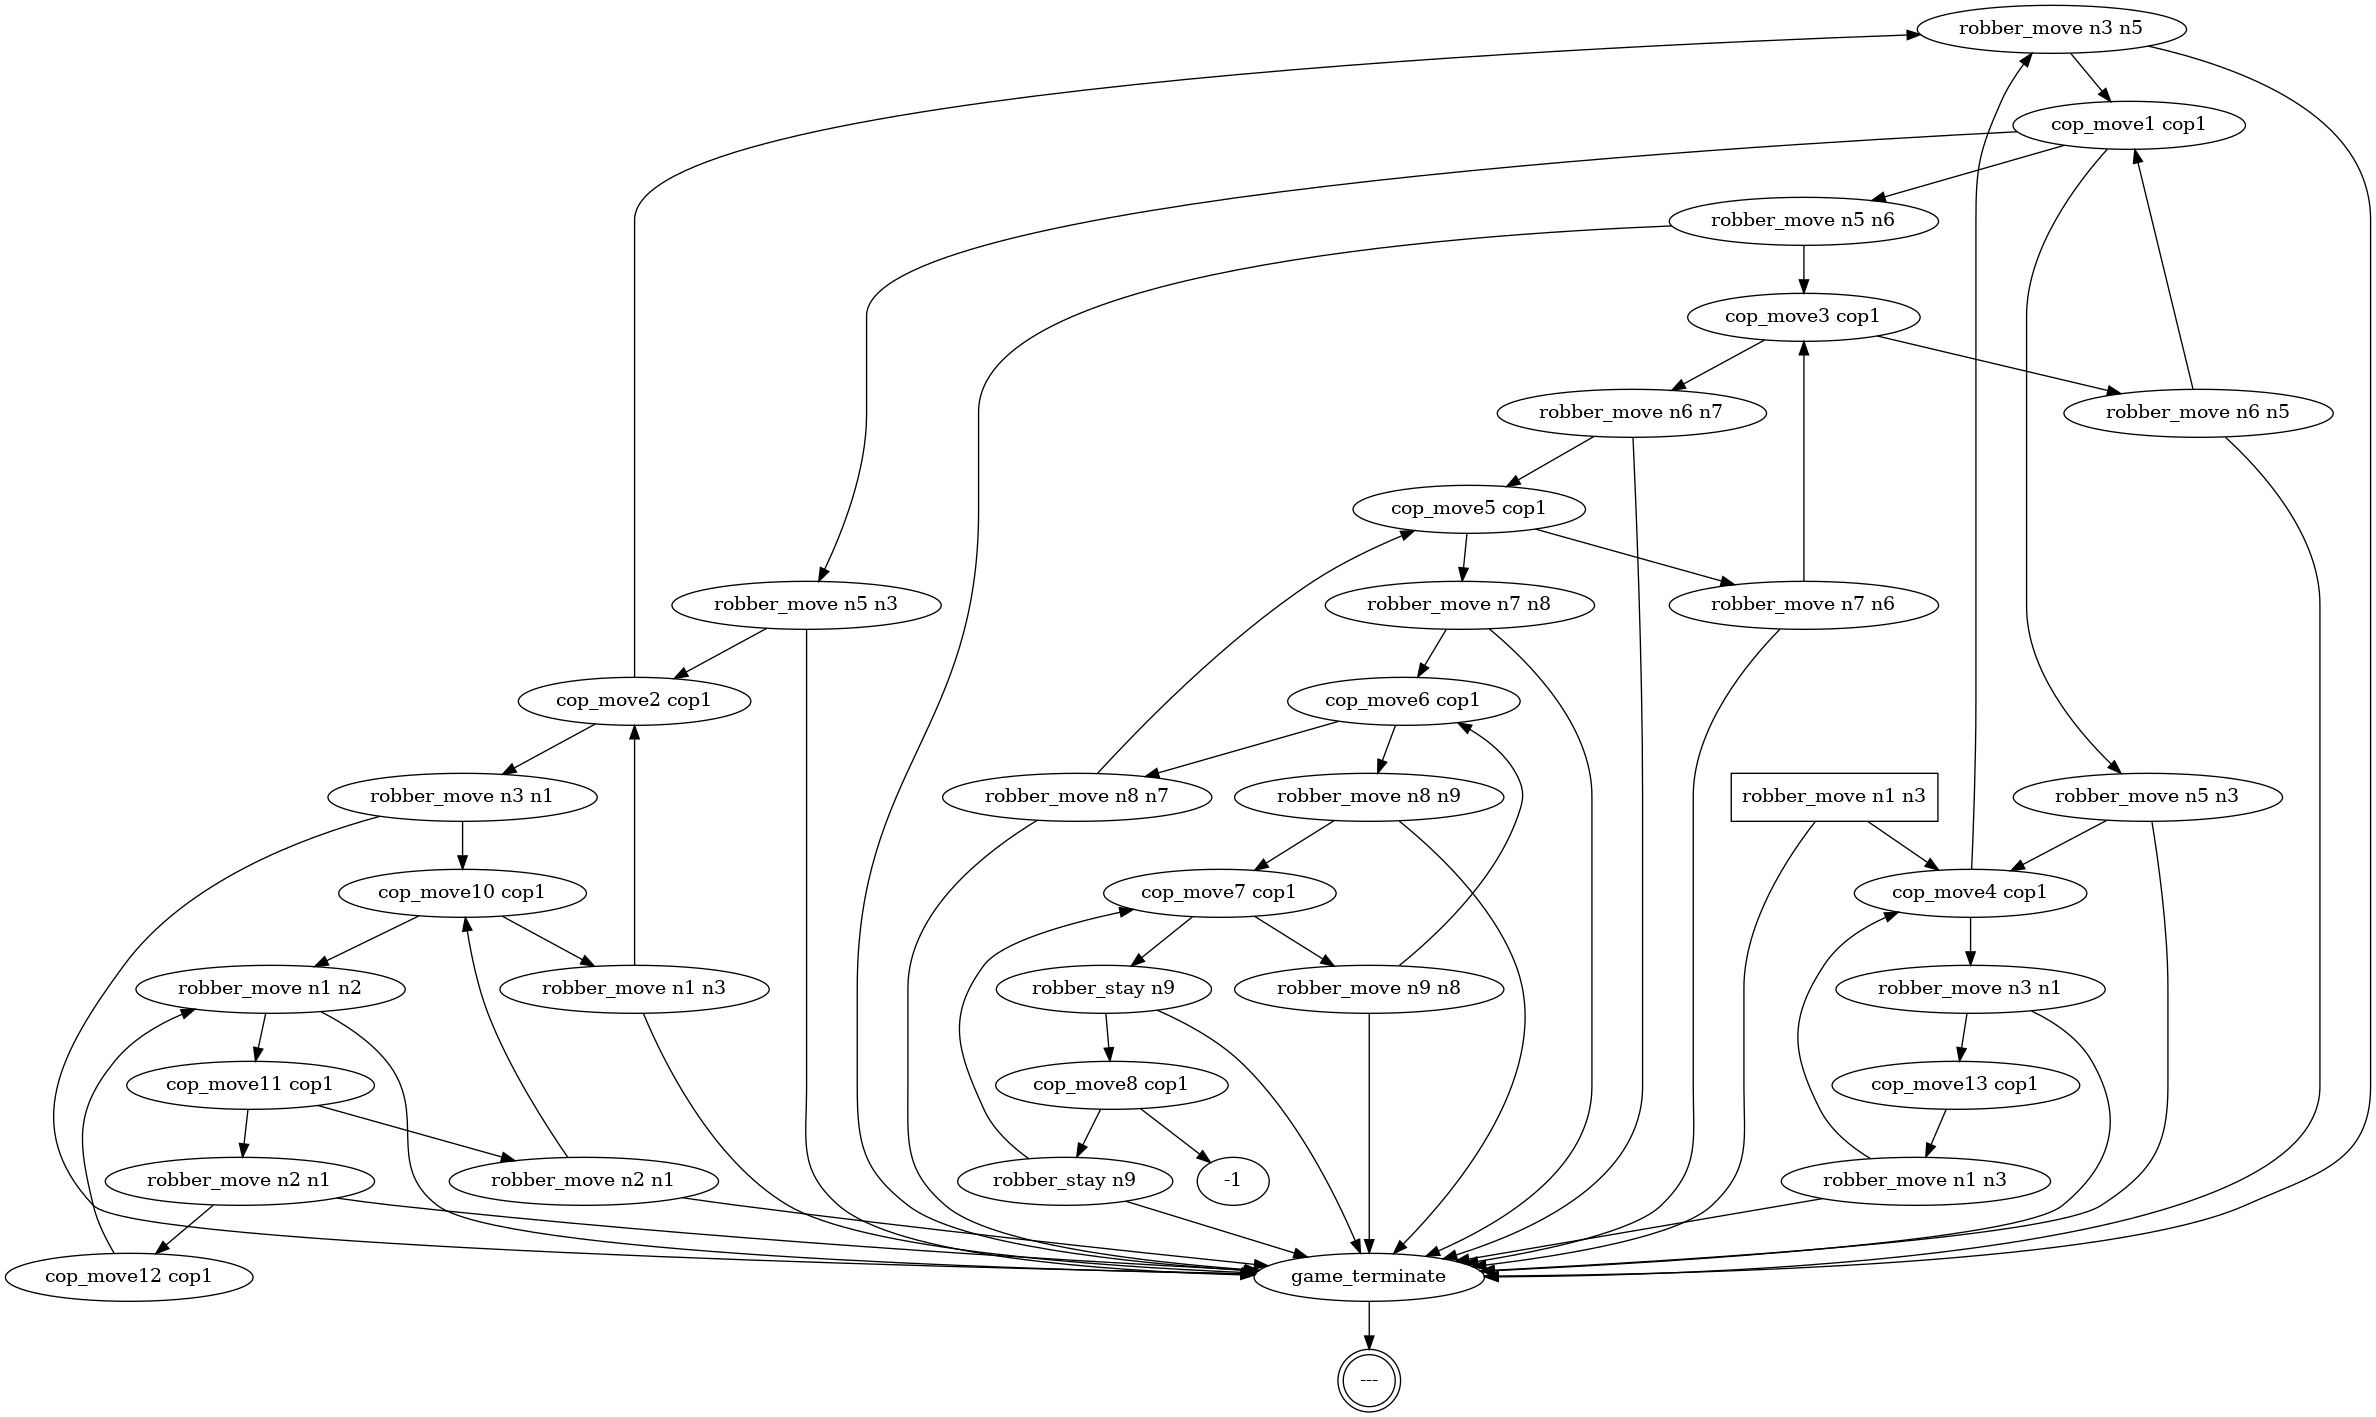 robber_move n3 n5
cop_move1 cop1
robber_move n5 n6
cop_move3 cop1
robber_move n6 n7
robber_move n6 n5
cop_move5 cop1
robber_move n5 n3
robber_move n7 n8
robber_move n7 n6
cop_move2 cop1
cop_move6 cop1
robber_move n3 n1
robber_move n8 n7
robber_move n8 n9
robber_move n1 n3
robber_move n5 n3
cop_move10 cop1
cop_move7 cop1
cop_move4 cop1
robber_move n1 n2
robber_move n1 n3
robber_stay n9
robber_move n9 n8
robber_move n3 n1
cop_move11 cop1
cop_move8 cop1
cop_move13 cop1
robber_move n2 n1
robber_move n2 n1
robber_stay n9
-1
robber_move n1 n3
cop_move12 cop1
game_terminate
---